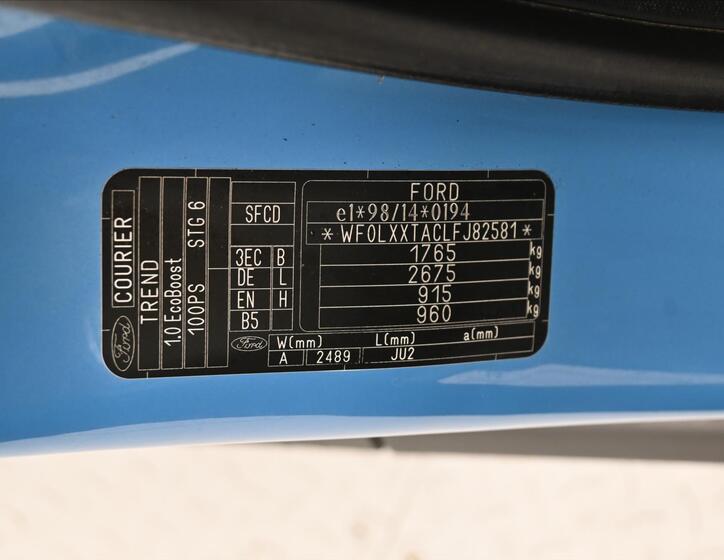 Ford
COURIER
TREND
1.0 EcoBoost
100PS STG 6
SFCD
3EC B
DE L
EN H
B5
FORD
e1*98/14*0194
*WF0LXXTACLFJ82581*
1765 kg
2675 kg
915 kg
960 kg
Ford
W(mm) L(mm) a(mm)
A 2489 JU2